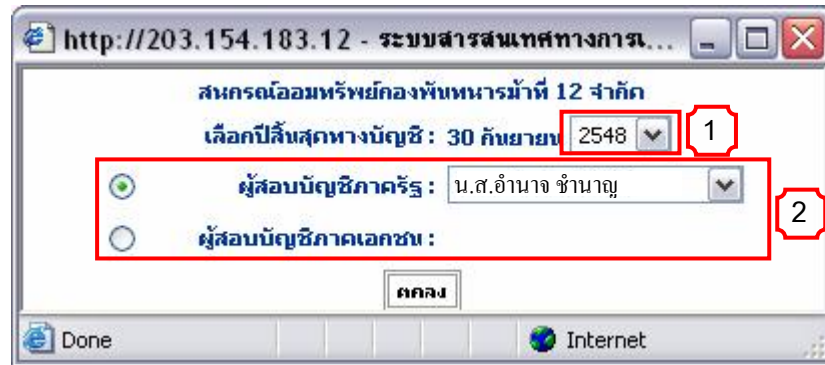 http://203.154.183.12 - ระบบสารสนเทศทางการเ...
สหกรณ์ออมทรัพย์กองพันทหารม้าที่ 12 จำกัด
เลือกปีสิ้นสุดทางบัญชี : 30 กันยายน 2548 1
ผู้สอบบัญชีภาครัฐ : น.ส.อำนาจ ชำนาญ
2
ผู้สอบบัญชีภาคเอกชน :
ตกลง
Done Internet